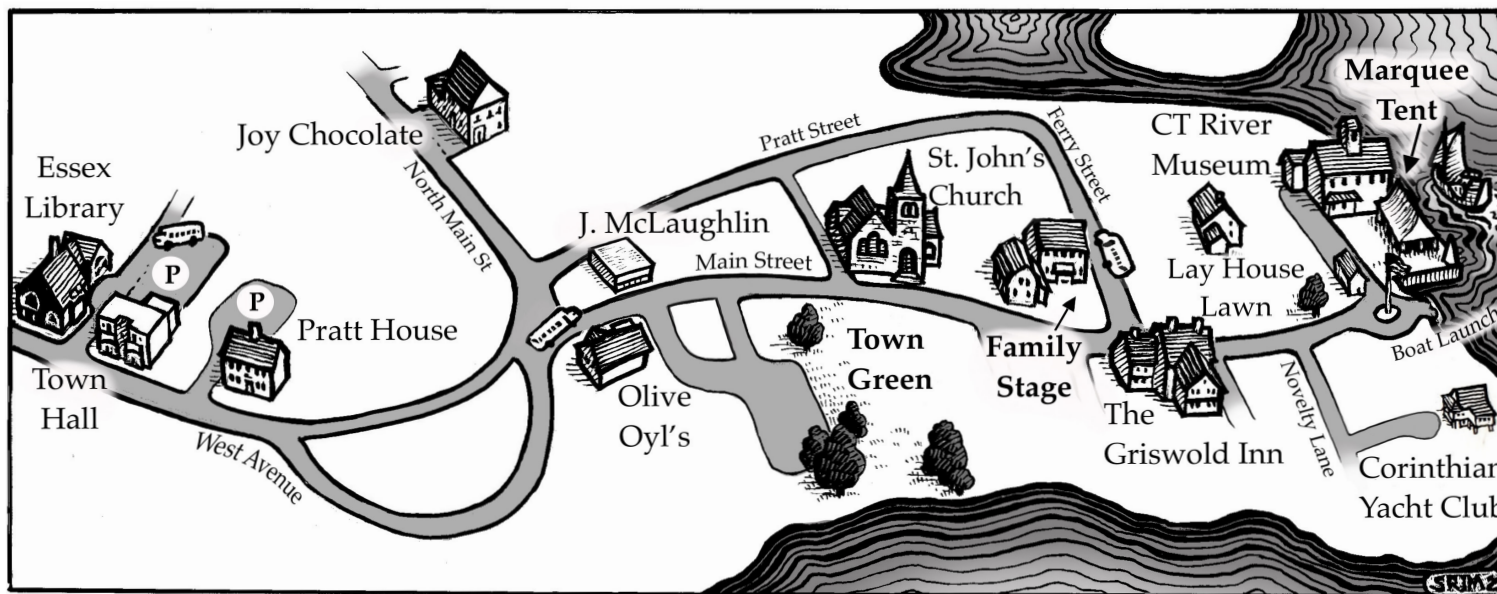 Marquee
Tent
CT River
Museum
Pratt Street
Ferry Street
St. John's
Church
Joy Chocolate
Essex
Library
North Main St
J. McLaughlin
Main Street
Lay House
Lawn
P
P
Pratt House
Town
Green
Family
Stage
Boat Launch
Town
Hall
West Avenue
Olive
Oyl's
The
Griswold Inn
Novelty Lane
Corinthian
Yacht Club